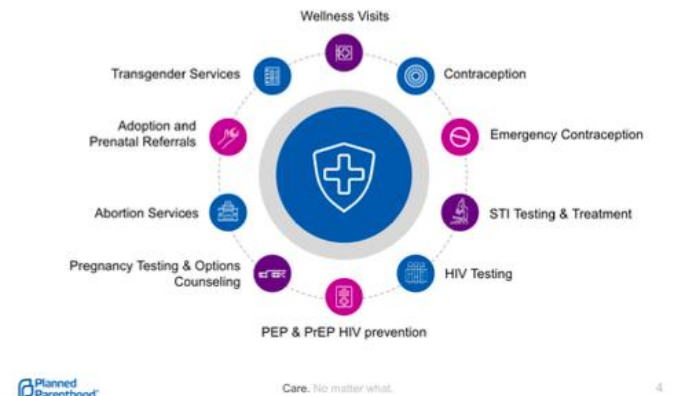 Wellness Visits
Transgender Services
Contraception
Adoption and
Prenatal Referrals
Emergency Contraception
Abortion Services
STI Testing & Treatment
Pregnancy Testing & Options
Counseling
HIV Testing
PEP & PrEP HIV prevention
Planned
Parenthood®
Care. No matter what.
4